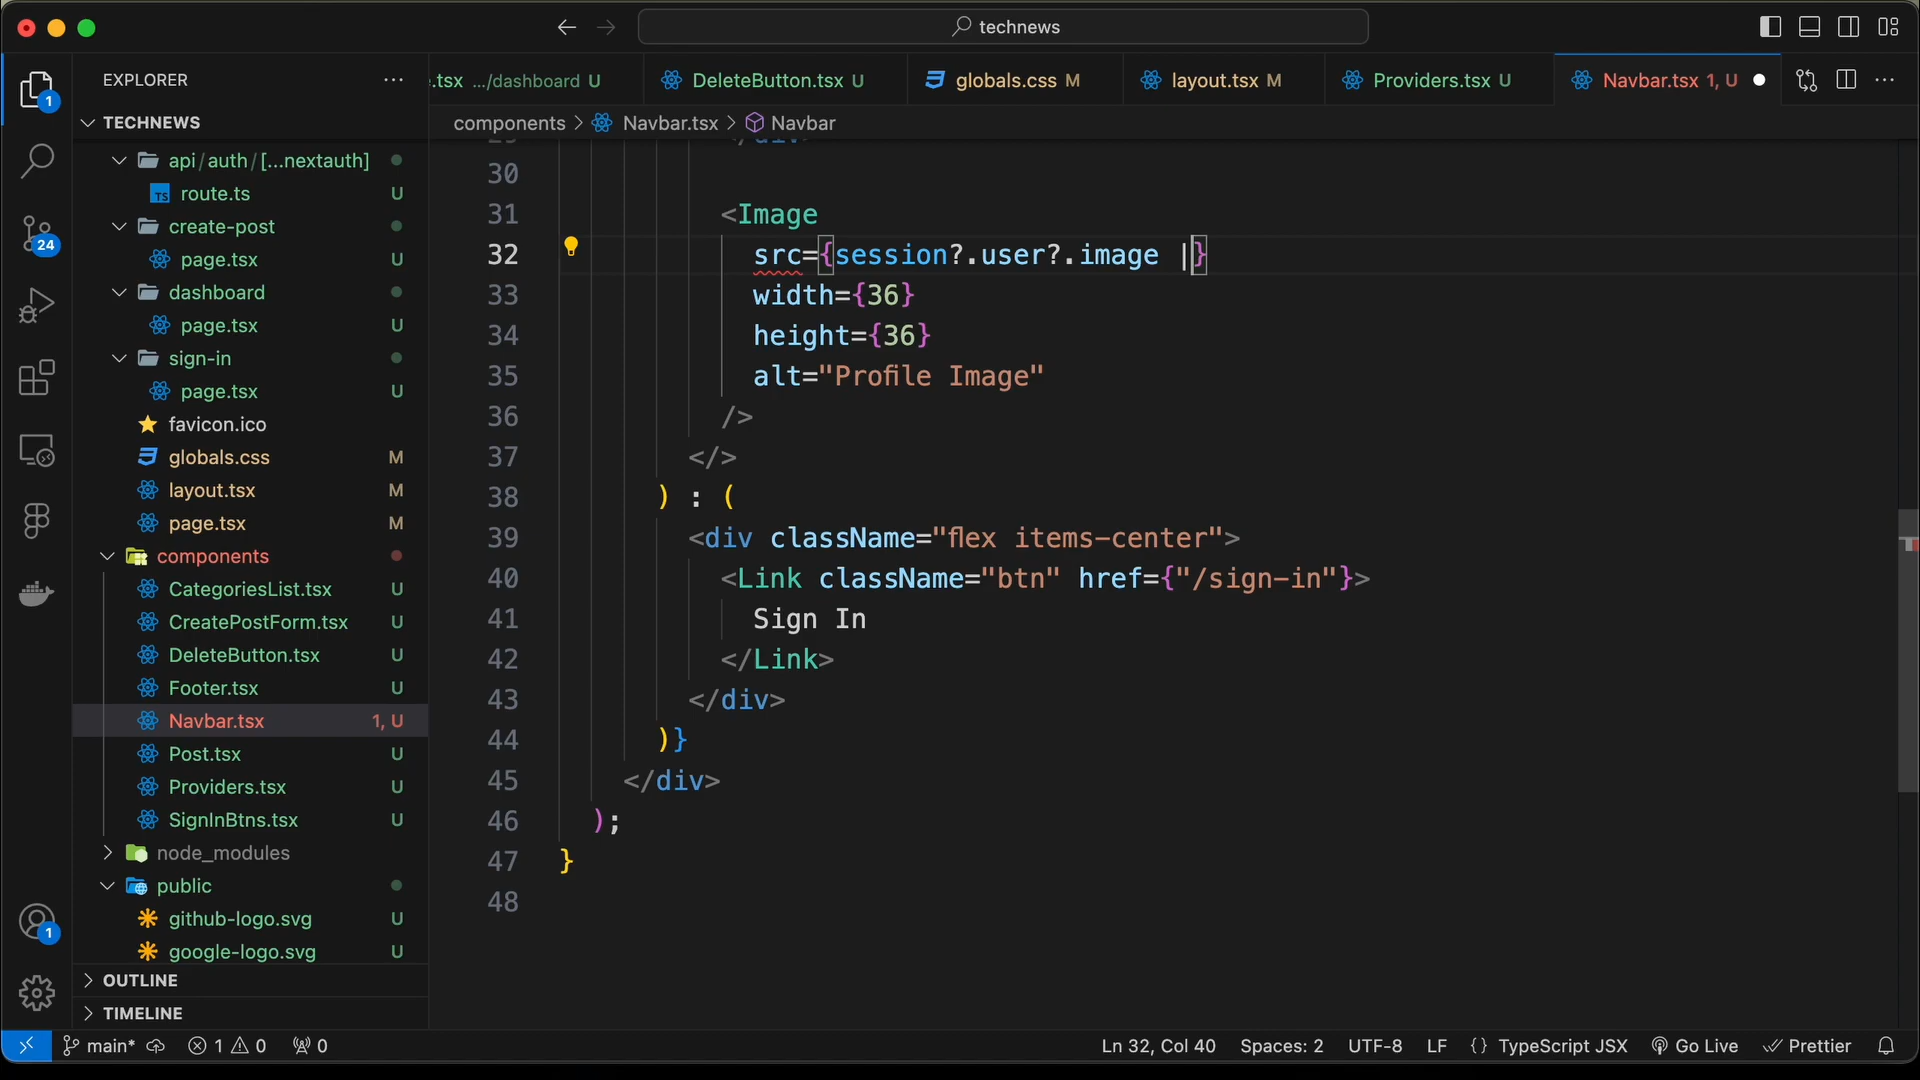 technews
EXPLORER
TECHNEWS
api/auth/[...nextauth]
route.ts U
create-post
page.tsx U
dashboard
page.tsx U
sign-in
page.tsx U
favicon.ico
globals.css M
layout.tsx M
page.tsx M
components
CategoriesList.tsx U
CreatePostForm.tsx U
DeleteButton.tsx U
Footer.tsx U
Navbar.tsx 1, U
Post.tsx U
Providers.tsx U
SignInBtns.tsx U
node_modules
public
github-logo.svg U
google-logo.svg U
OUTLINE
TIMELINE
1
24
1
.tsx .../dashboard U
DeleteButton.tsx U
globals.css M
layout.tsx M
Providers.tsx U
Navbar.tsx 1, U
components > Navbar.tsx > Navbar
29 </div>
30
31 <Image
32 src={session?.user?.image |}
33 width={36}
34 height={36}
35 alt="Profile Image"
36 />
37 </>
38 ) : (
39 <div className="flex items-center">
40 <Link className="btn" href={"/sign-in"}>
41 Sign In
42 </Link>
43 </div>
44 )}
45 </div>
46 );
47 }
48
main* 1 0 0
Ln 32, Col 40 Spaces: 2 UTF-8 LF {} TypeScript JSX Go Live Prettier